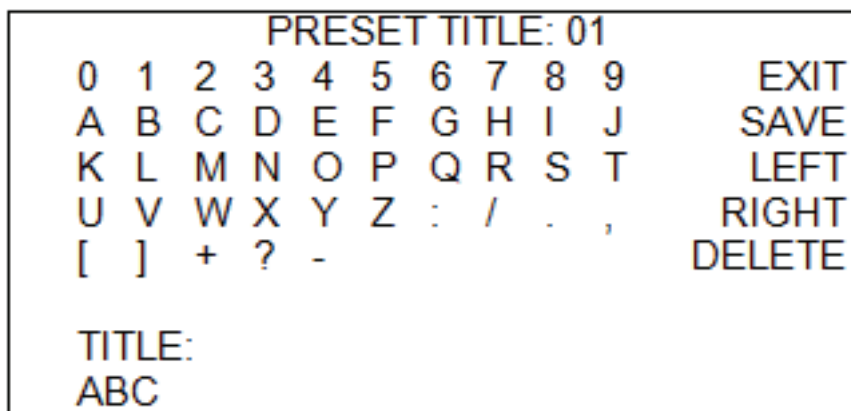 PRESET TITLE: 01
0 1 2 3 4 5 6 7 8 9 EXIT
A B C D E F G H I J SAVE
K L M N O P Q R S T LEFT
U V W X Y Z : / . , RIGHT
[ ] + ? - DELETE
TITLE:
ABC